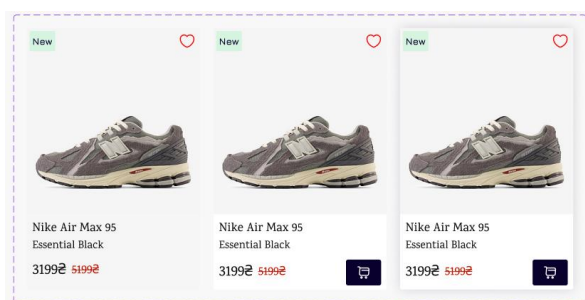 New
Nike Air Max 95
Essential Black
3199₴ 5199₴
New
Nike Air Max 95
Essential Black
3199₴ 5199₴
New
Nike Air Max 95
Essential Black
3199₴ 5199₴